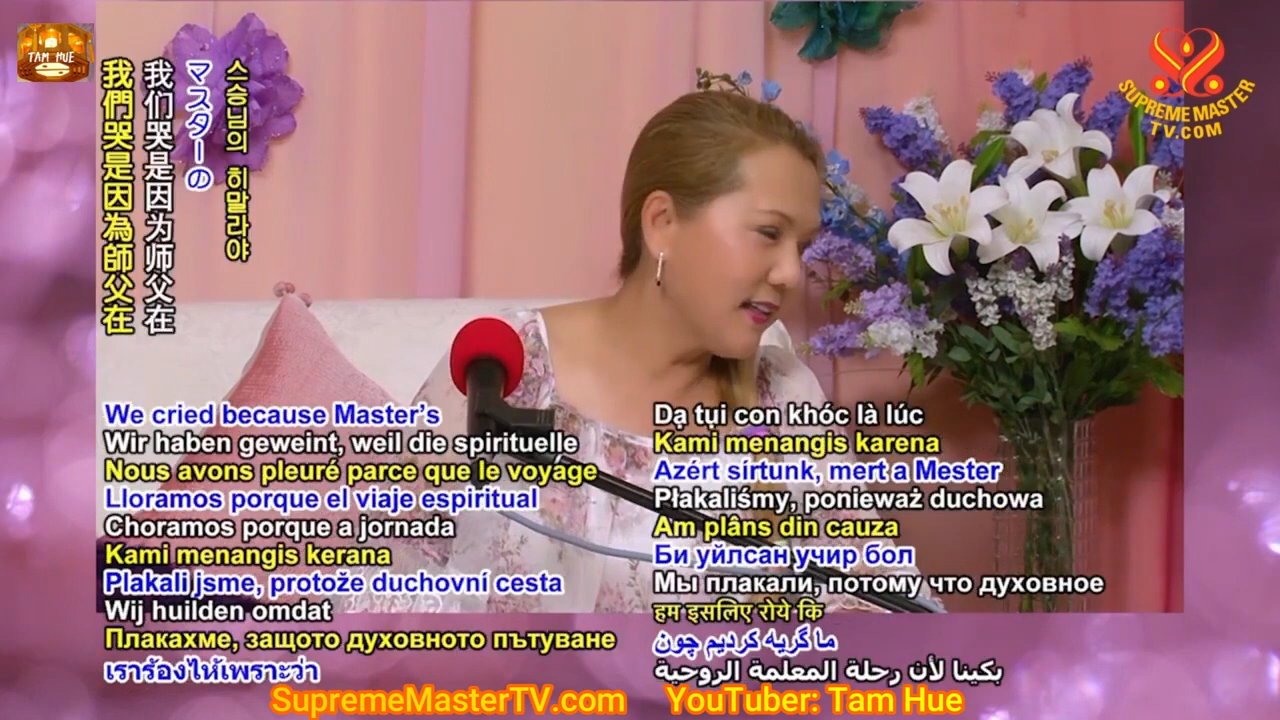 TAM HUE
SUPREME MASTER
TV.COM
스승님의 히말라야
マスターの
我们哭是因为师父在
我們哭是因為師父在
We cried because Master's
Wir haben geweint, weil die spirituelle
Nous avons pleuré parce que le voyage
Lloramos porque el viaje espiritual
Choramos porque a jornada
Kami menangis kerana
Plakali jsme, protože duchovní cesta
Wij huilden omdat
Плакахме, защото духовното пътуване
เราร้องไห้เพราะว่า
Dạ tụi con khóc là lúc
Kami menangis karena
Azért sírtunk, mert a Mester
Płakaliśmy, ponieważ duchowa
Am plâns din cauza
Би уйлсан учир бол
Мы плакали, потому что духовное
हम इसलिए रोये कि
ما گریه کردیم چون
بكينا لأن رحلة المعلمة الروحية
SupremeMasterTV.com YouTuber: Tam Hue